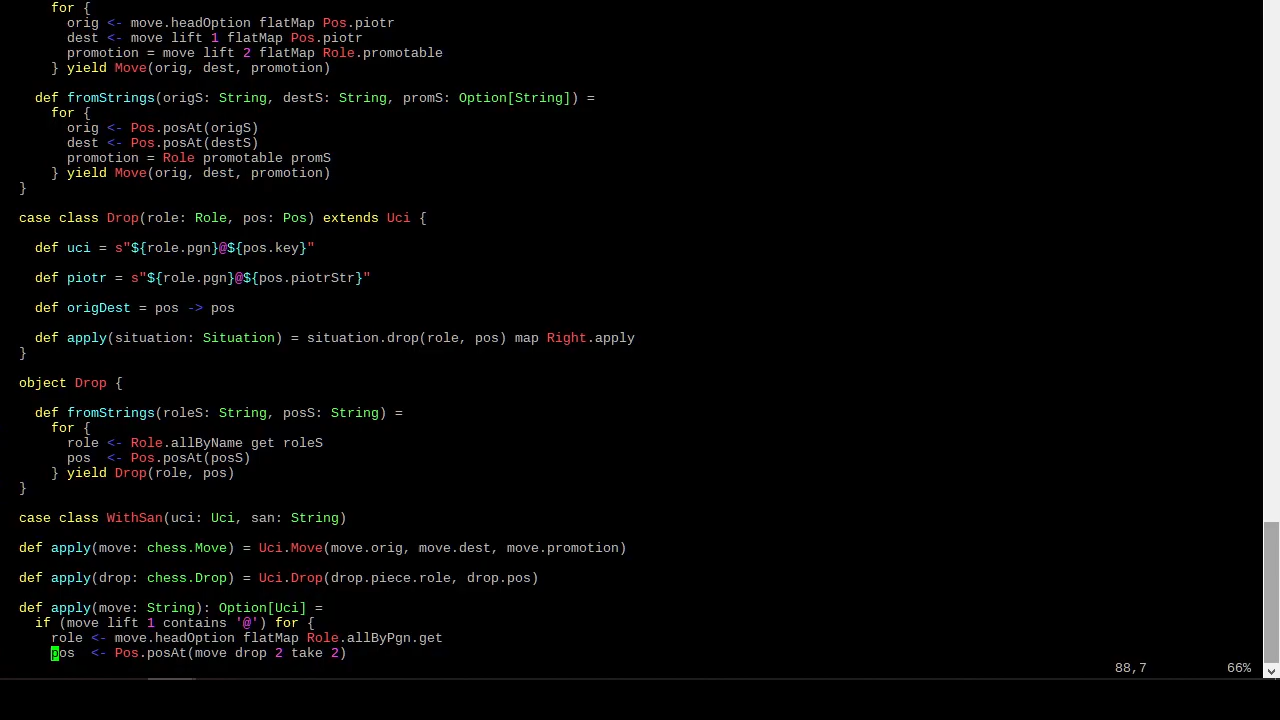 for {
      orig <- move.headOption flatMap Pos.piotr
      dest <- move lift 1 flatMap Pos.piotr
      promotion = move lift 2 flatMap Role.promotable
    } yield Move(orig, dest, promotion)

  def fromStrings(origS: String, destS: String, promS: Option[String]) =
    for {
      orig <- Pos.posAt(origS)
      dest <- Pos.posAt(destS)
      promotion = Role promotable promS
    } yield Move(orig, dest, promotion)
}

case class Drop(role: Role, pos: Pos) extends Uci {

  def uci = s"${role.pgn}@${pos.key}"

  def piotr = s"${role.pgn}@${pos.piotrStr}"

  def origDest = pos -> pos

  def apply(situation: Situation) = situation.drop(role, pos) map Right.apply
}

object Drop {

  def fromStrings(roleS: String, posS: String) =
    for {
      role <- Role.allByName get roleS
      pos  <- Pos.posAt(posS)
    } yield Drop(role, pos)
}

case class WithSan(uci: Uci, san: String)

def apply(move: chess.Move) = Uci.Move(move.orig, move.dest, move.promotion)

def apply(drop: chess.Drop) = Uci.Drop(drop.piece.role, drop.pos)

def apply(move: String): Option[Uci] =
  if (move lift 1 contains '@') for {
    role <- move.headOption flatMap Role.allByPgn.get
    pos  <- Pos.posAt(move drop 2 take 2)
88,7 66%